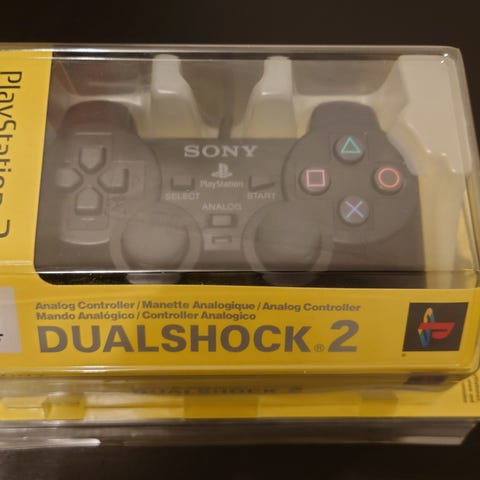 PlayStation 2
SONY
PlayStation
SELECT
START
ANALOG
Analog Controller / Manette Analogique / Analog Controller
Mando Analógico / Controller Analogico
DUALSHOCK® 2